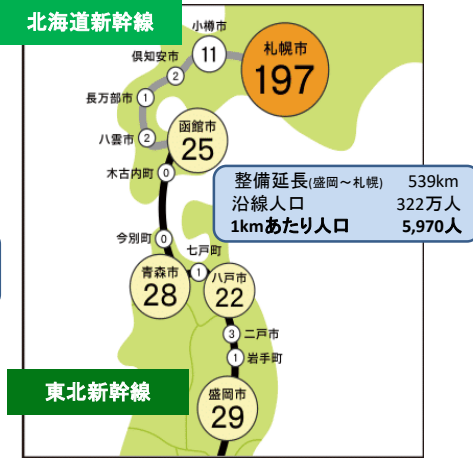 北海道新幹線
小樽市
11
札幌市
197
倶知安市
2
長万部市
1
八雲市
2
函館市
25
木古内町
0
整備延長(盛岡～札幌) 539km
沿線人口 322万人
1kmあたり人口 5,970人
今別町
0
七戸町
1
青森市
28
八戸市
22
3
二戸市
1
岩手町
東北新幹線
盛岡市
29